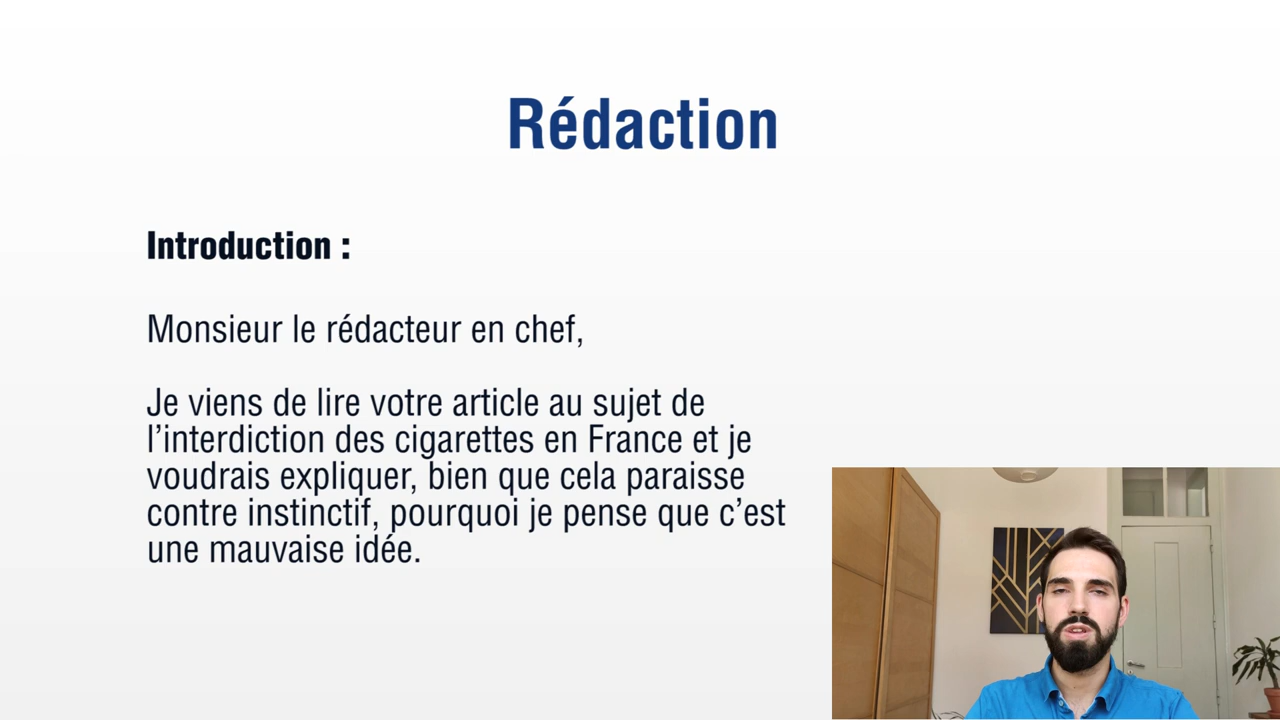 Rédaction
Introduction :
Monsieur le rédacteur en chef,
Je viens de lire votre article au sujet de
l’interdiction des cigarettes en France et je
voudrais expliquer, bien que cela paraisse
contre instinctif, pourquoi je pense que c’est
une mauvaise idée.